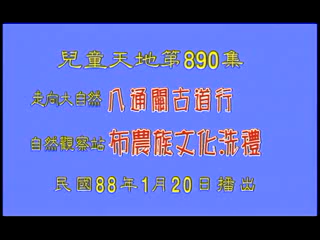 兒童天地第890集
走向大自然 八通關古道行
自然觀察站 布農族文化洗禮
民國88年1月20日播出